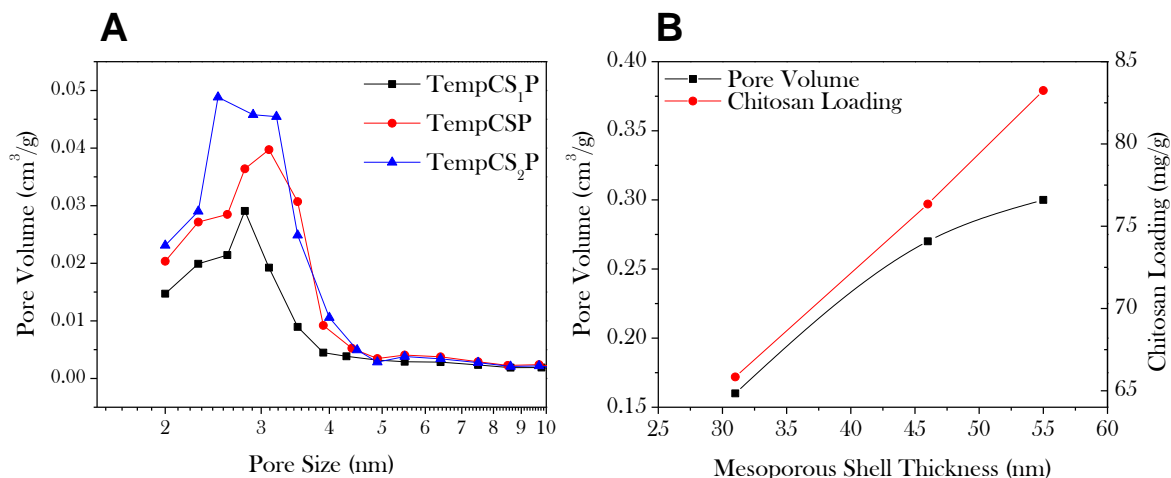 A
Pore Volume (cm³/g)
0.05
0.04
0.03
0.02
0.01
0.00
TempCS₁P
TempCSP
TempCS₂P
2 3 4 5 6 7 8 9 10
Pore Size (nm)
B
Pore Volume (cm³/g)
0.40
0.35
0.30
0.25
0.20
0.15
Pore Volume
Chitosan Loading
85
80
75
70
65
Chitosan Loading (mg/g)
25 30 35 40 45 50 55 60
Mesoporous Shell Thickness (nm)